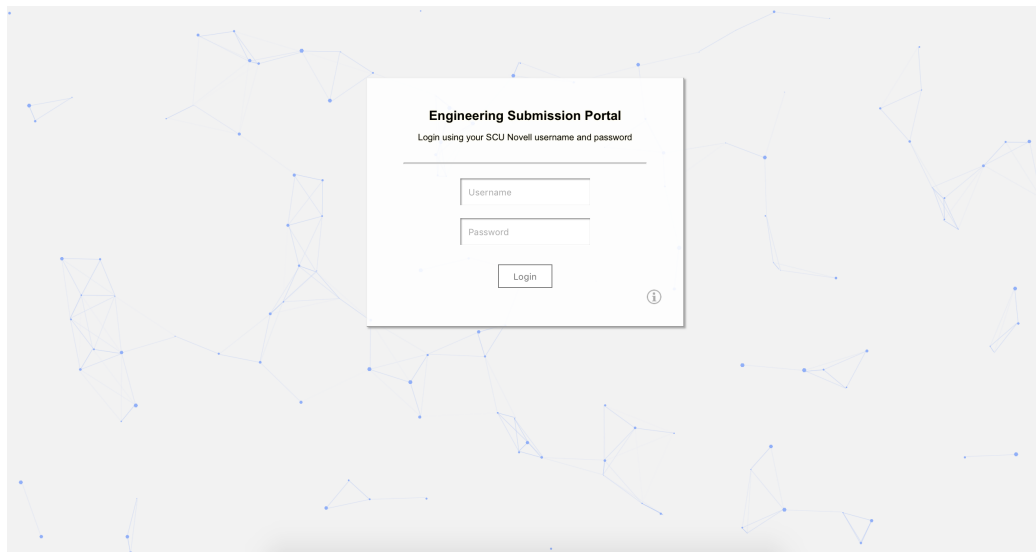 Engineering Submission Portal
Login using your SCU Novell username and password
Username
Password
Login